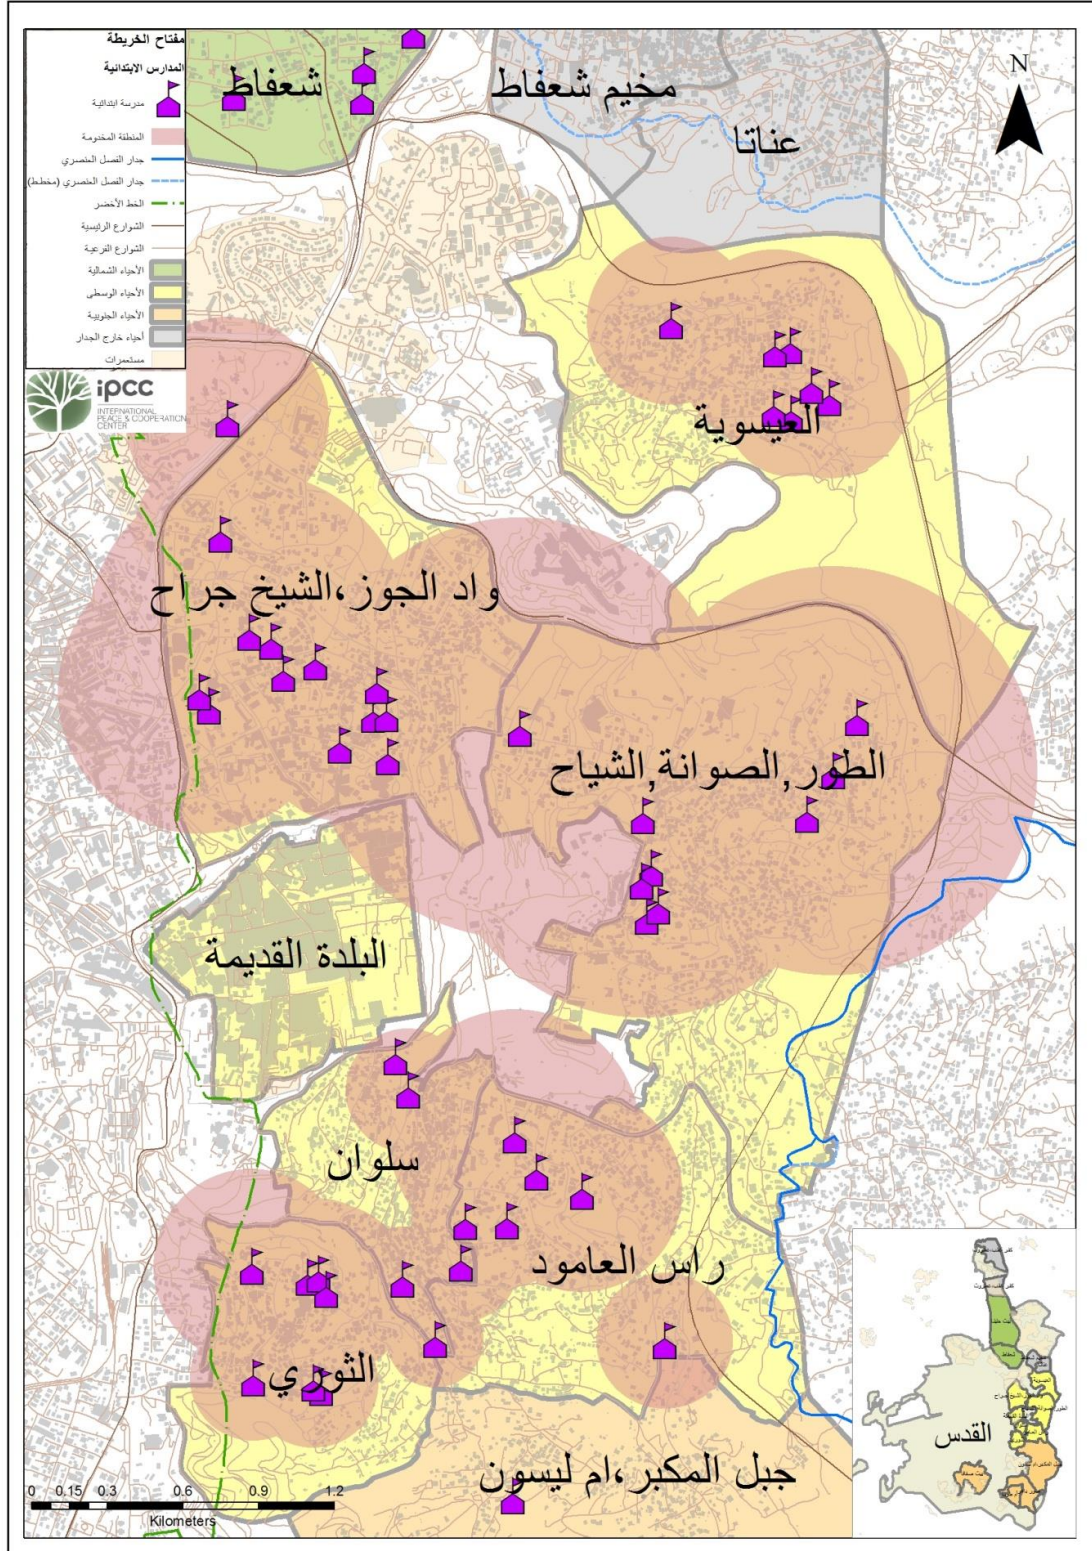 مفتاح الخريطة
المدارس الابتدائية
مدرسة ابتدائية
المنطقة المخدومة
جدار الفصل العنصري
جدار الفصل العنصري (مخطط)
الخط الأخضر
الشوارع الرئيسية
الشوارع الفرعية
الأحياء الشمالية
الأحياء الوسطى
الأحياء الجنوبية
أحياء خارج الجدار
مستعمرات
ipcc
INTERNATIONAL
PEACE & COOPERATION
CENTER
N
شعفاط
مخيم شعفاط
عناتا
العيسوية
واد الجوز،الشيخ جراح
الطور,الصوانة,الشياح
البلدة القديمة
سلوان
راس العامود
الثوري
جبل المكبر،ام ليسون
0 0.15 0.3 0.6 0.9 1.2
Kilometers
القدس